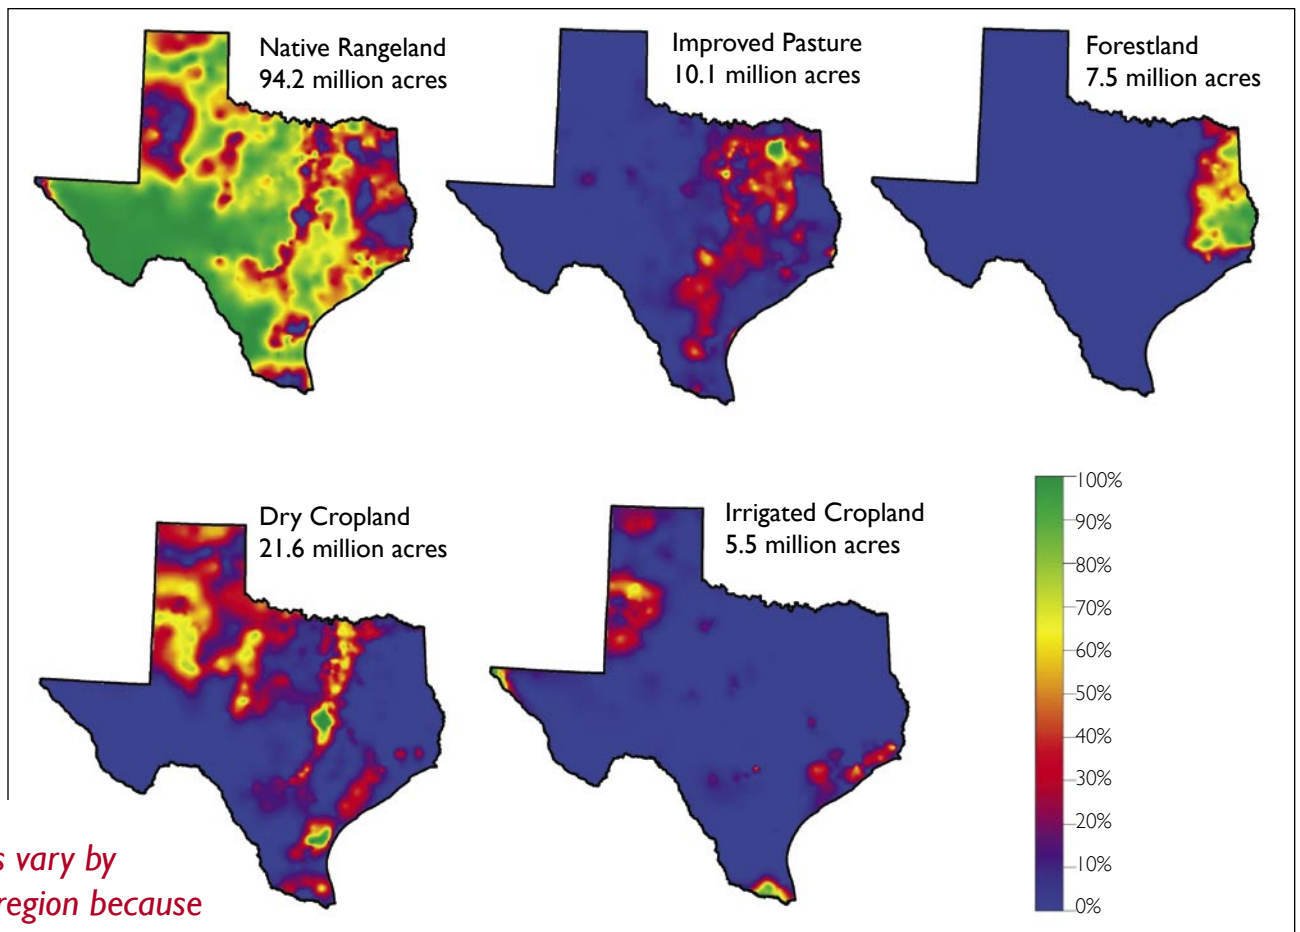 Native Rangeland
94.2 million acres
Improved Pasture
10.1 million acres
Forestland
7.5 million acres
Dry Cropland
21.6 million acres
Irrigated Cropland
5.5 million acres
100%
90%
80%
70%
60%
50%
40%
30%
20%
10%
0%
s vary by
region because